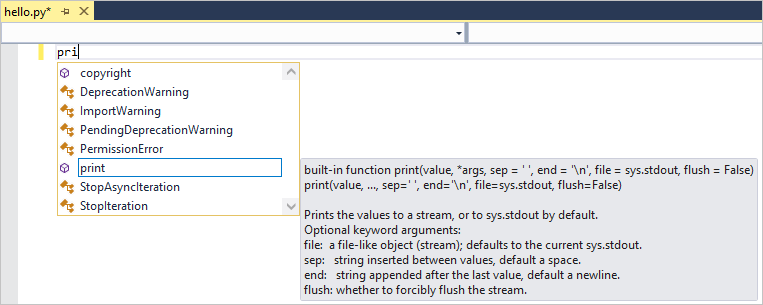 hello.py*
pri
copyright
DeprecationWarning
ImportWarning
PendingDeprecationWarning
PermissionError
print
StopAsyncIteration
StopIteration
built-in function print(value, *args, sep = ' ', end = '\n', file = sys.stdout, flush = False)
print(value, ..., sep=' ', end='\n', file=sys.stdout, flush=False)
Prints the values to a stream, or to sys.stdout by default.
Optional keyword arguments:
file:  a file-like object (stream); defaults to the current sys.stdout.
sep:   string inserted between values, default a space.
end:   string appended after the last value, default a newline.
flush: whether to forcibly flush the stream.